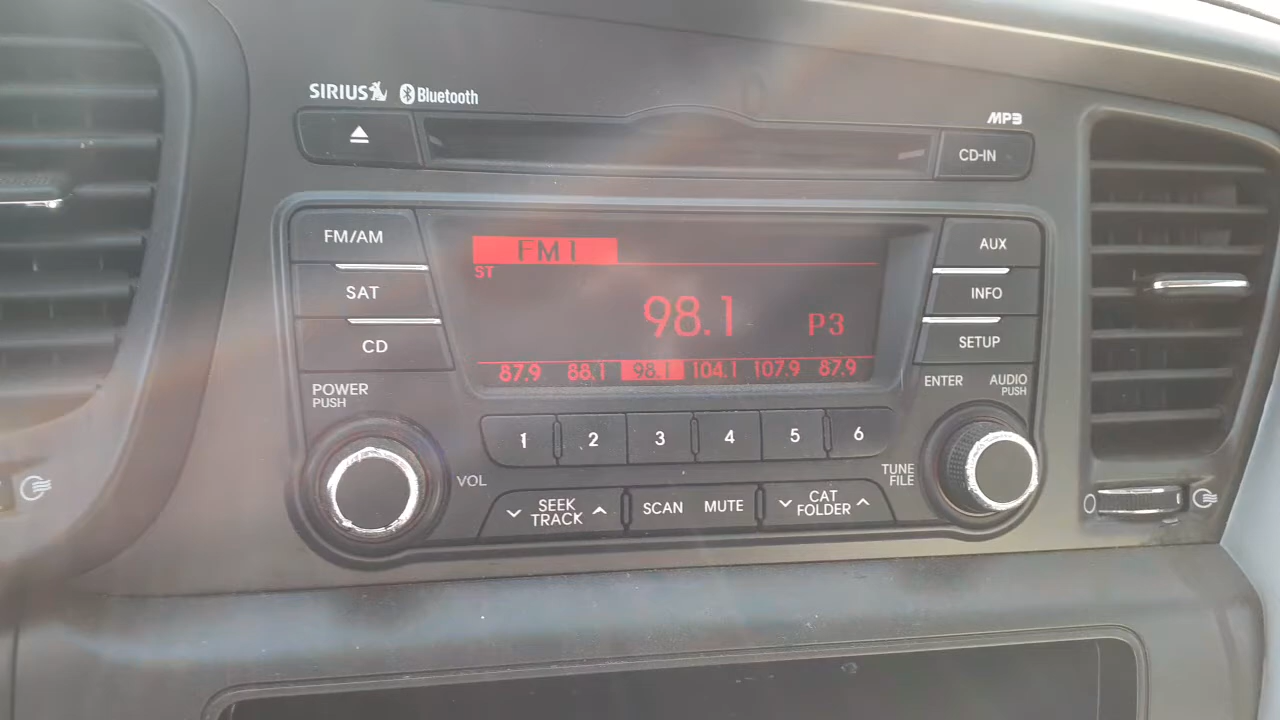 SIRIUS Bluetooth
MP3
CD-IN
FM/AM
SAT
CD
FM1
ST
98.1 P3
87.9 88.1 98.1 104.1 107.9 87.9
AUX
INFO
SETUP
POWER
PUSH
VOL
1 2 3 4 5 6
SEEK
TRACK
SCAN MUTE
CAT
FOLDER
ENTER
AUDIO
PUSH
TUNE
FILE
0